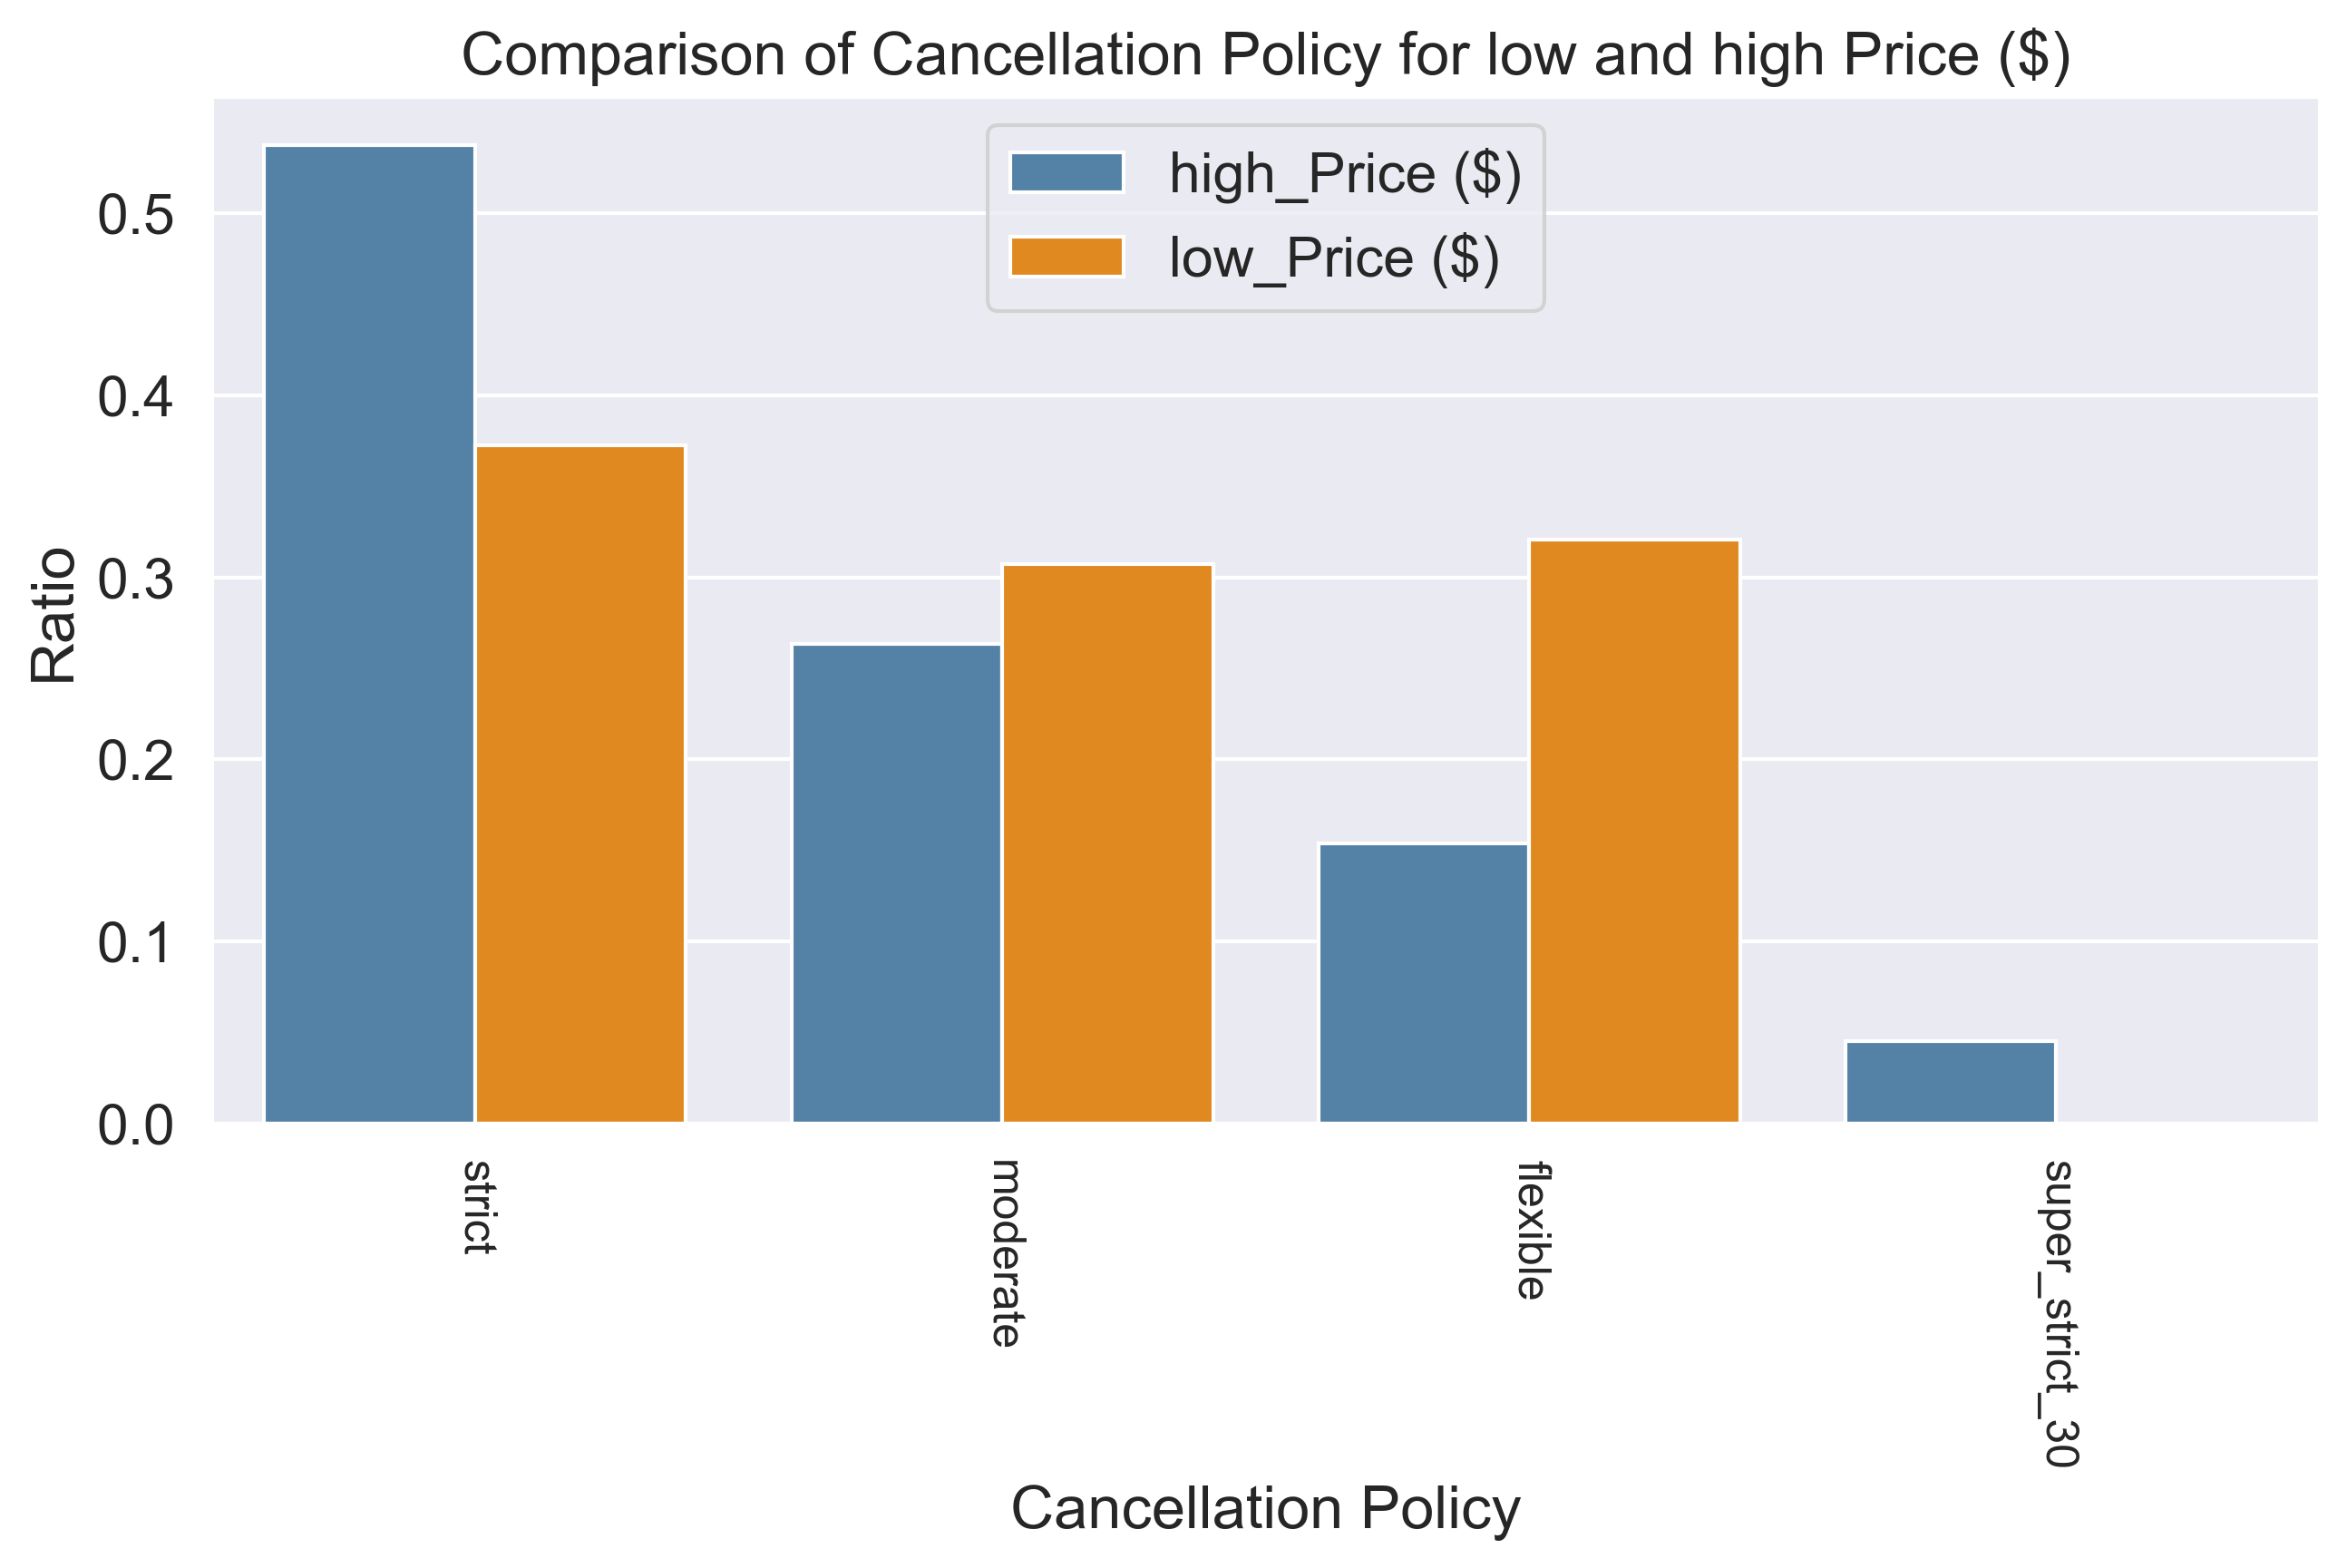 Comparison of Cancellation Policy for low and high Price ($)
high_Price ($)
low_Price ($)
0.5
0.4
0.3
0.2
0.1
0.0
Ratio
strict
moderate
flexible
super_strict_30
Cancellation Policy